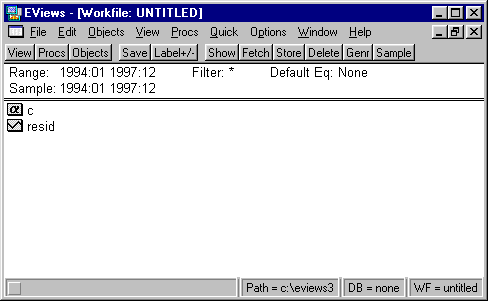 EViews - [Workfile: UNTITLED]
File Edit Objects View Procs Quick Options Window Help
View Procs Objects Save Label+/- Show Fetch Store Delete Genr Sample
Range: 1994:01 1997:12 Filter: * Default Eq: None
Sample: 1994:01 1997:12
α c
resid
Path = c:\eviews3 DB = none WF = untitled